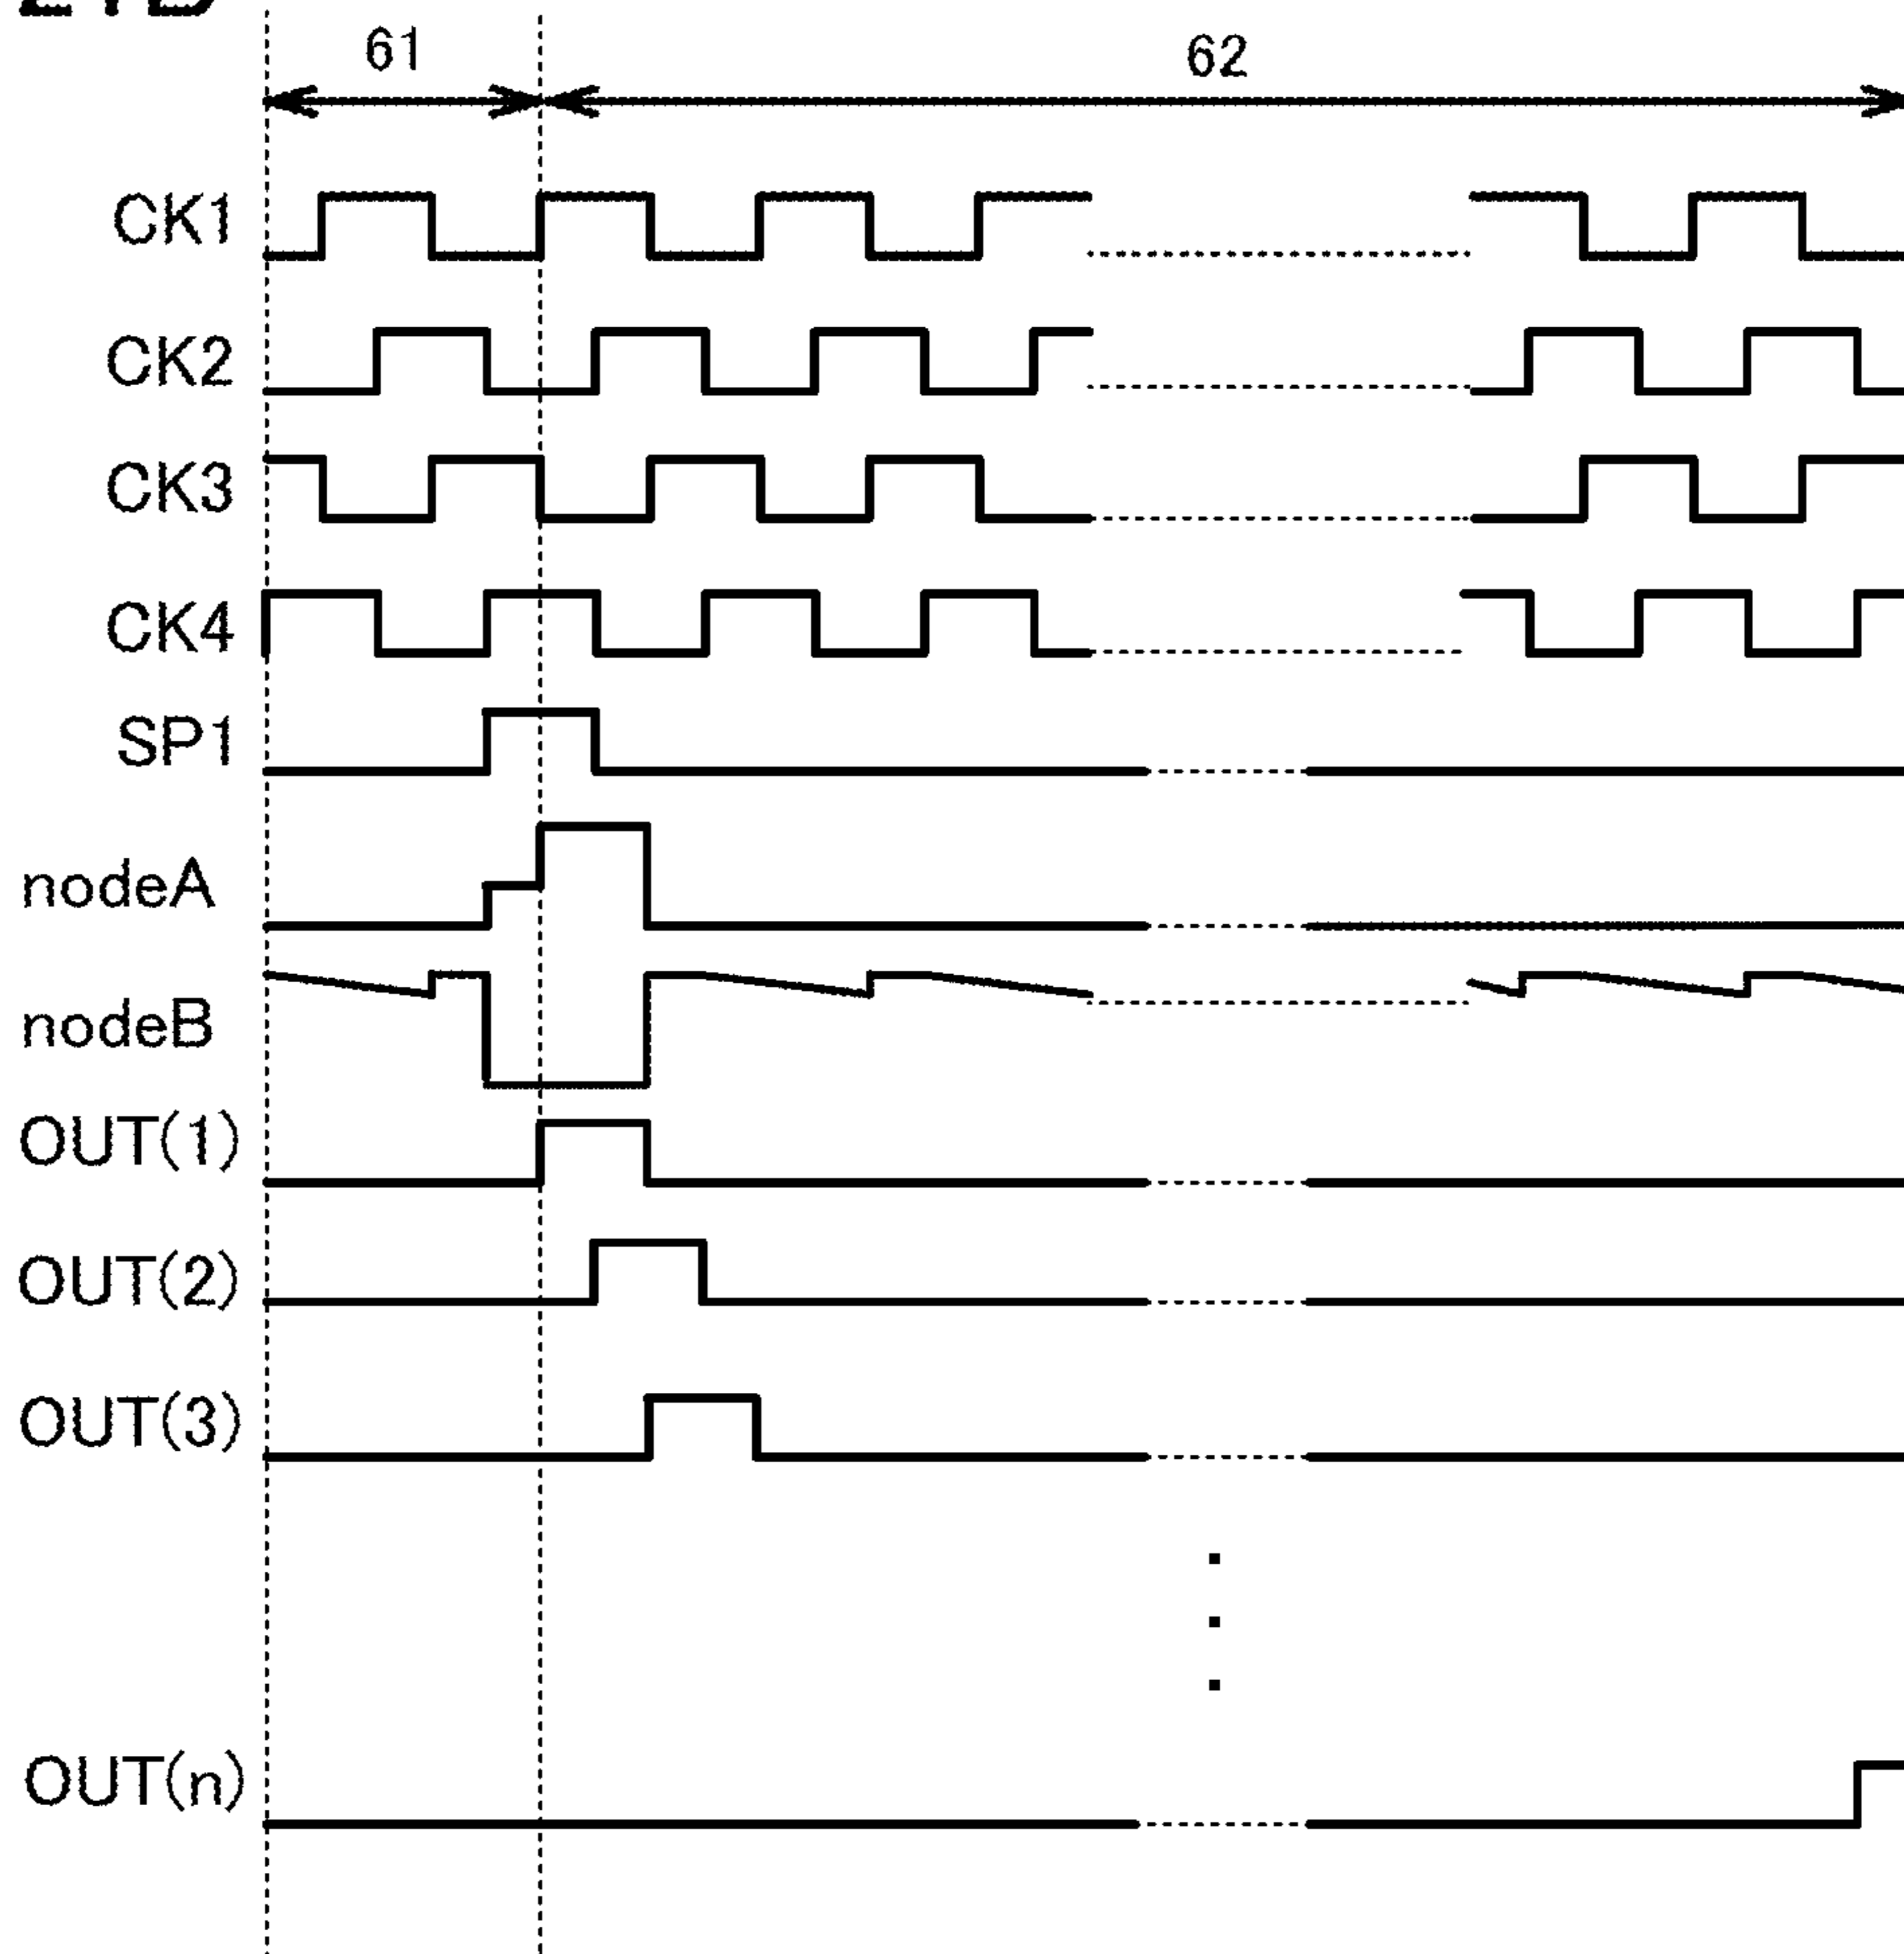 61
62
CK1
CK2
CK3
CK4
SP1
nodeA
nodeB
OUT(1)
OUT(2)
OUT(3)
OUT(n)